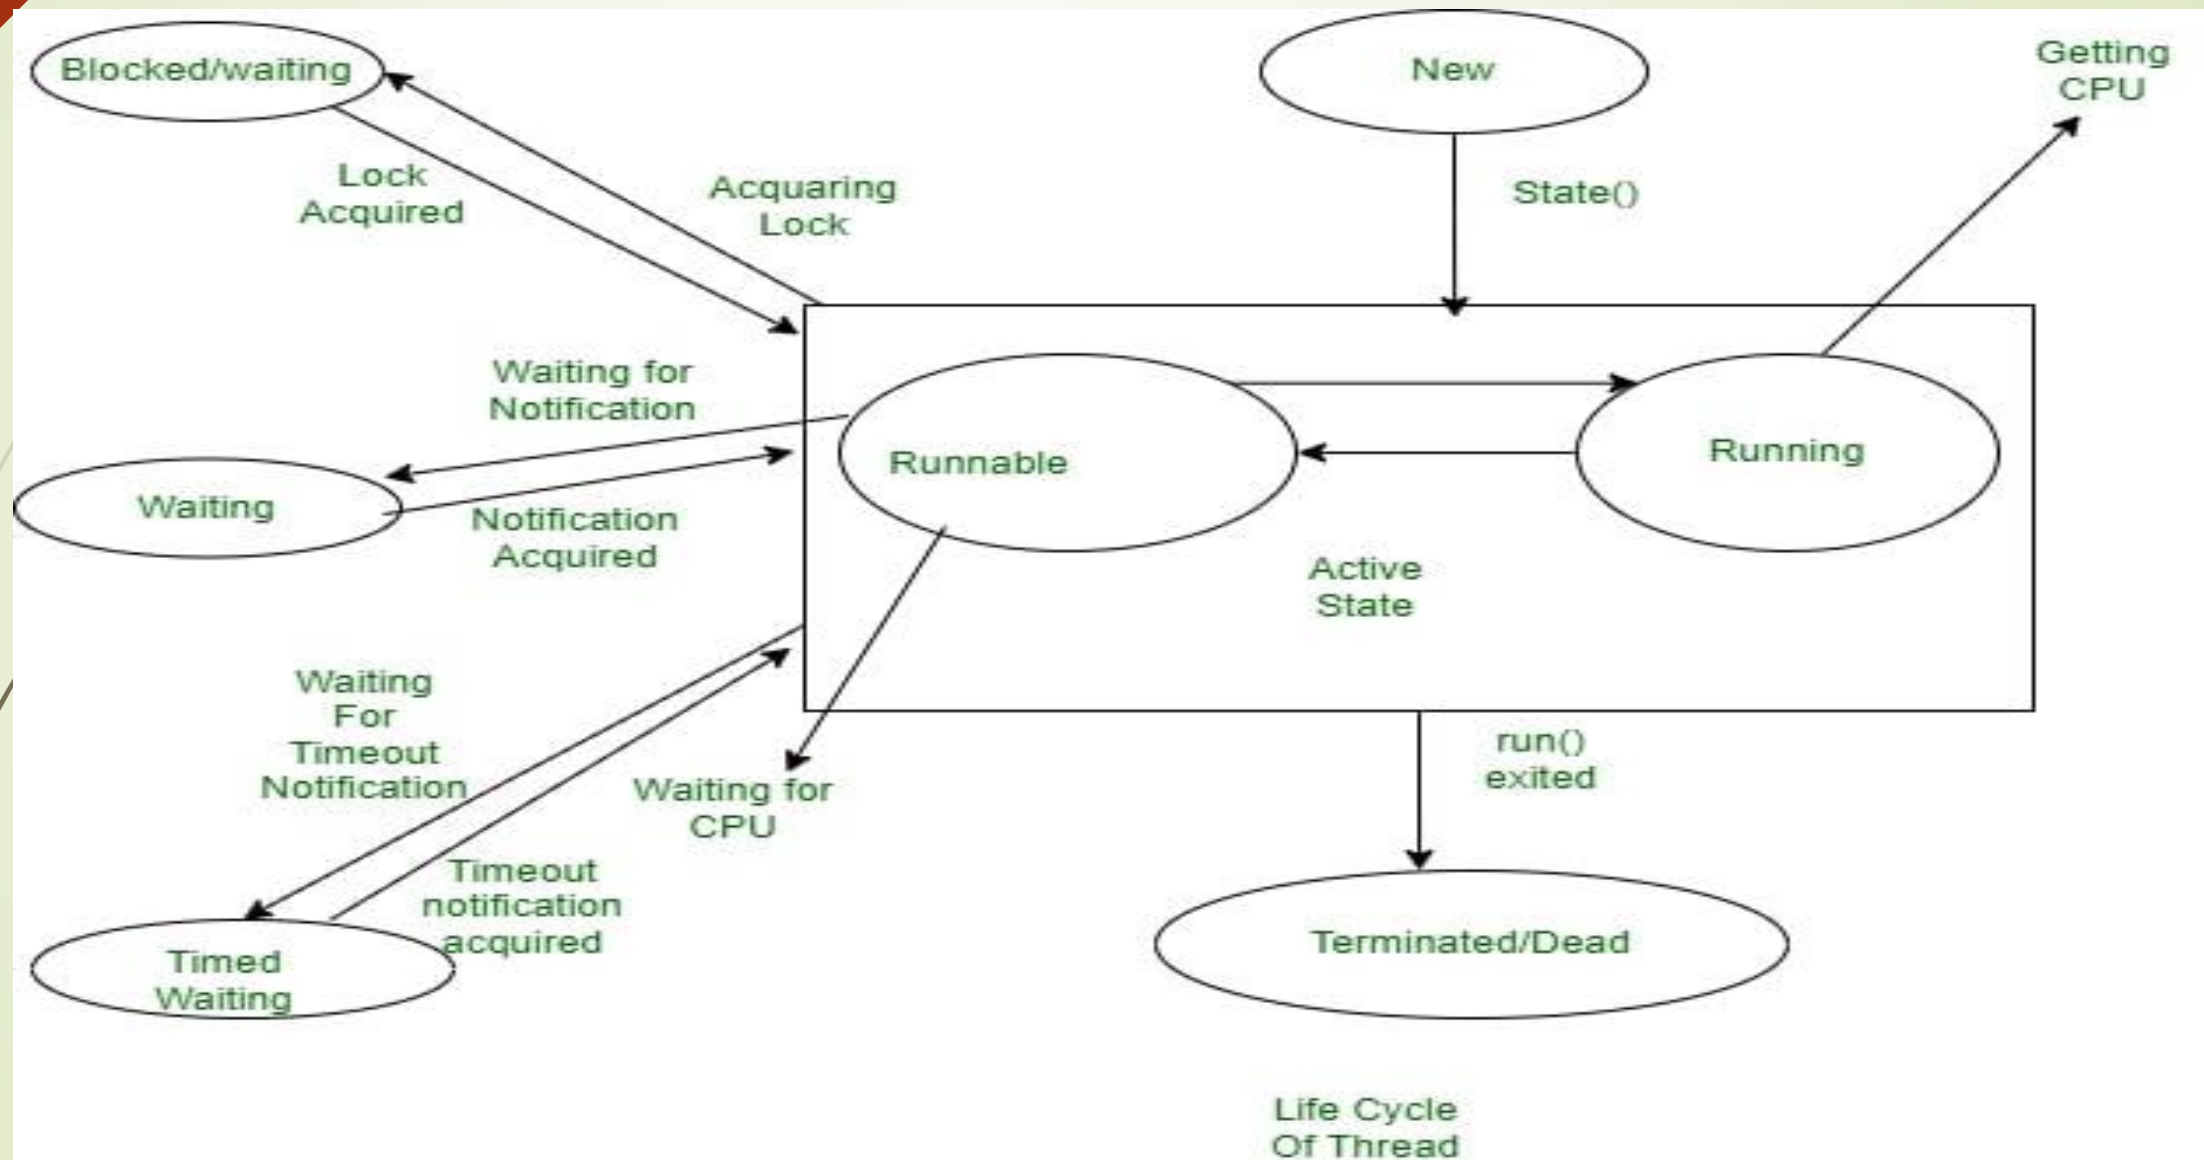 Blocked/waiting
New
Getting
CPU
Lock
Acquired
Acquaring
Lock
State()
Waiting for
Notification
Runnable
Running
Waiting
Notification
Acquired
Active
State
Waiting
For
Timeout
Notification
Waiting for
CPU
run()
exited
Timeout
notification
acquired
Timed
Waiting
Terminated/Dead
Life Cycle
Of Thread